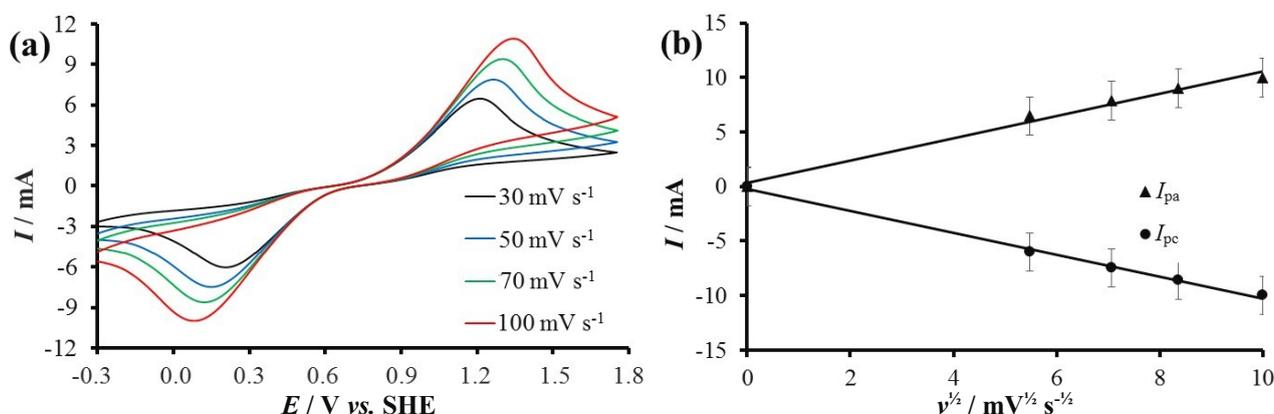 (a)
12
9
6
3
0
-3
-6
-9
-12
I / mA
-0.3 0.0 0.3 0.6 0.9 1.2 1.5 1.8
E / V vs. SHE
30 mV s-1
50 mV s-1
70 mV s-1
100 mV s-1
(b)
15
10
5
0
-5
-10
-15
I / mA
0 2 4 6 8 10
v½ / mV½ s-½
Ipa
Ipc